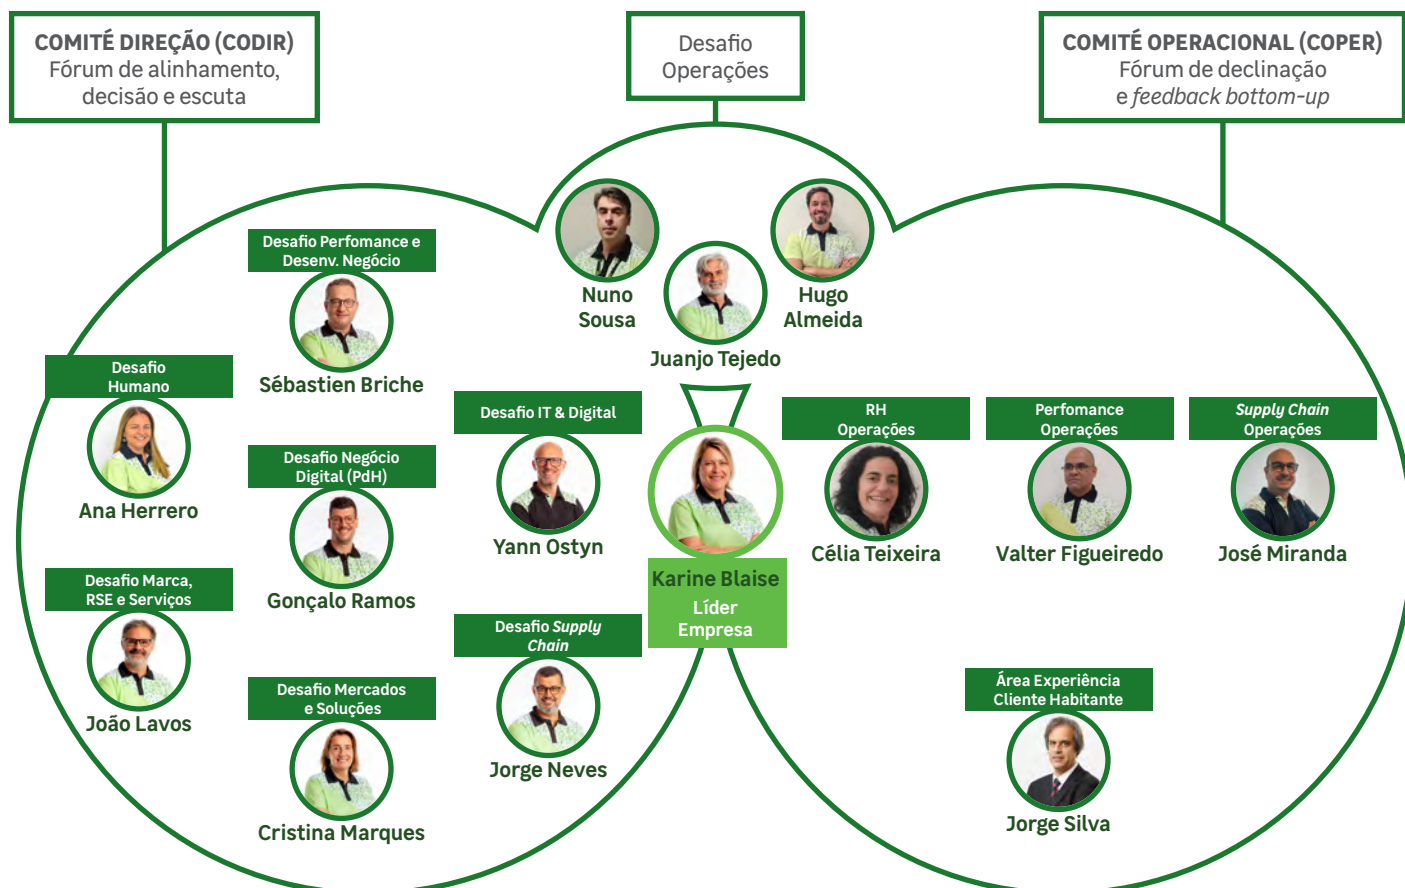 COMITÉ DIREÇÃO (CODIR)
Fórum de alinhamento,
decisão e escuta
Desafio
Operações
COMITÉ OPERACIONAL (COPER)
Fórum de declinação
e feedback bottom-up
Nuno
Sousa
Juanjo Tejedo
Hugo
Almeida
Desafio Perfomance e
Desenv. Negócio
Sébastien Briche
Desafio
Humano
Ana Herrero
Desafio Negócio
Digital (PdH)
Gonçalo Ramos
Desafio IT & Digital
Yann Ostyn
Desafio Marca,
RSE e Serviços
João Lavos
Desafio Mercados
e Soluções
Cristina Marques
Desafio Supply
Chain
Jorge Neves
Karine Blaise
Líder
Empresa
RH
Operações
Célia Teixeira
Perfomance
Operações
Valter Figueiredo
Supply Chain
Operações
José Miranda
Área Experiência
Cliente Habitante
Jorge Silva